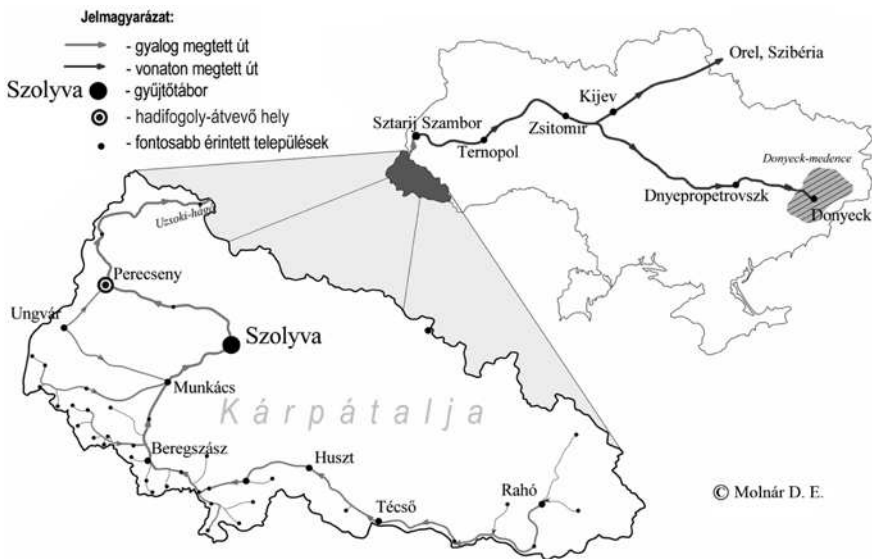 Jelmagyarázat:
- gyalog megtett út
- vonaton megtett út
Szolyva - gyűjtőtábor
- hadifogoly-átvevő hely
- fontosabb érintett települések
Orel, Szibéria
Kijev
Sztarij Szambor
Zsitomir
Ternopol
Donyeck-medence
Dnyepropetrovszk
Donyeck
Uzsoki-hágó
Perecseny
Ungvár
Szolyva
Munkács
Kárpátalja
Beregszász
Huszt
Rahó
Técső
© Molnár D. E.